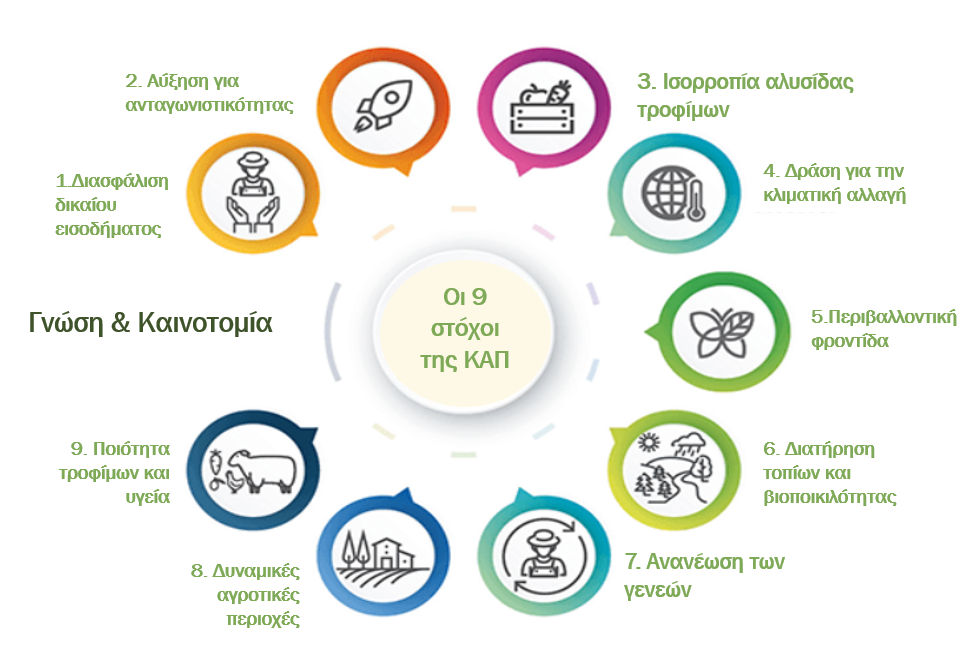 2. Αύξηση για
ανταγωνιστικότητας
3. Ισορροπία αλυσίδας
τροφίμων
1.Διασφάλιση
δικαίου
εισοδήματος
4. Δράση για την
κλιματική αλλαγή
Γνώση & Καινοτομία
Οι 9
στόχοι
της ΚΑΠ
5.Περιβαλλοντική
φροντίδα
9. Ποιότητα
τροφίμων και
υγεία
6. Διατήρηση
τοπίων και
βιοποικιλότητας
8. Δυναμικές
αγροτικές
περιοχές
7. Ανανέωση των
γενεών